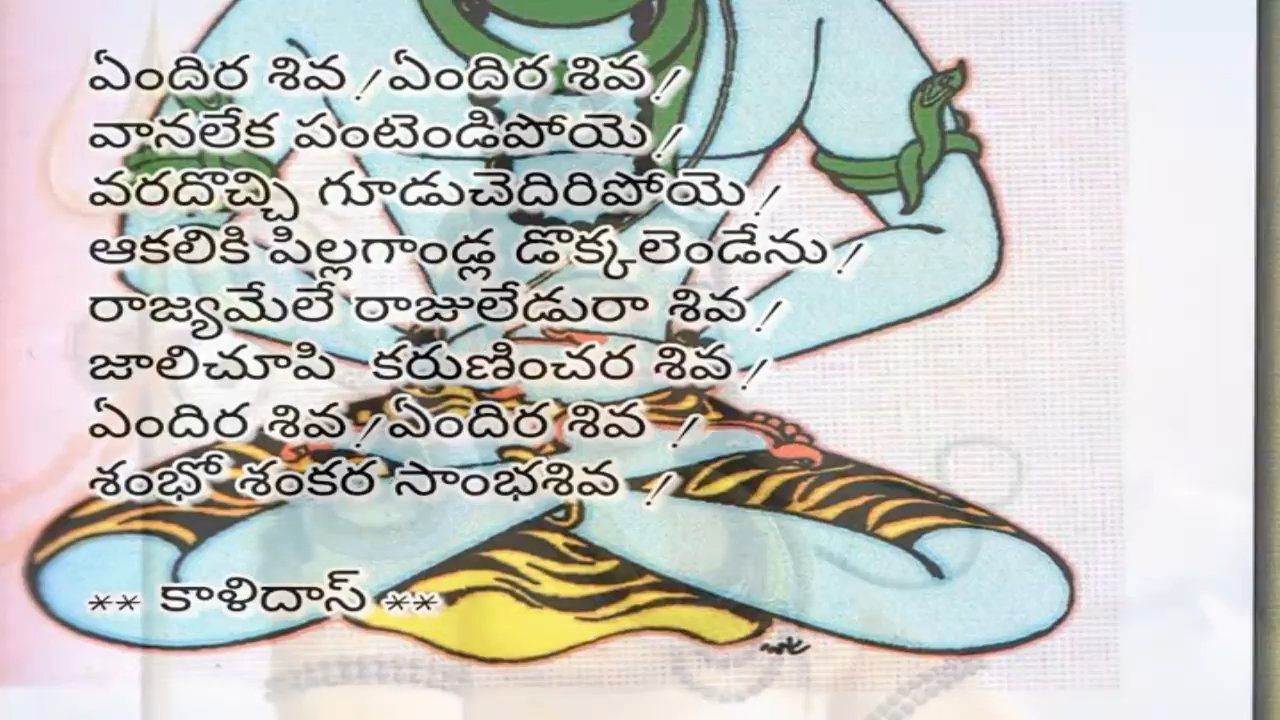 ఏందిర శివ ! ఏందిర శివ !
వానలేక పంటెండిపోయె !
వరదొచ్చి గూడుచెదిరిపోయె !
ఆకలికి పిల్లగాండ్ల డొక్కలెండేను !
రాజ్యమేలే రాజులేడురా శివ !
జాలిచూపి  కరుణించర శివ !
ఏందిర శివ ! ఏందిర శివ  !
శంభో శంకర సాంభశివ  !
** కాళిదాస్ **